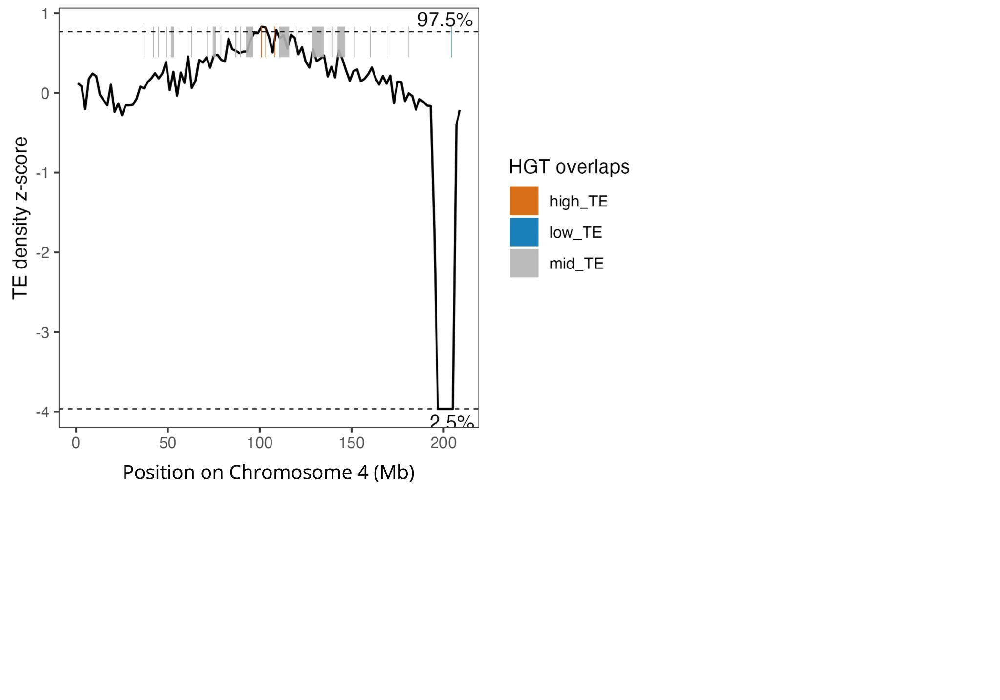 97.5%
1
0
-1
-2
-3
-4
TE density z-score
2.5%
0 50 100 150 200
Position on Chromosome 4 (Mb)
HGT overlaps
high_TE
low_TE
mid_TE